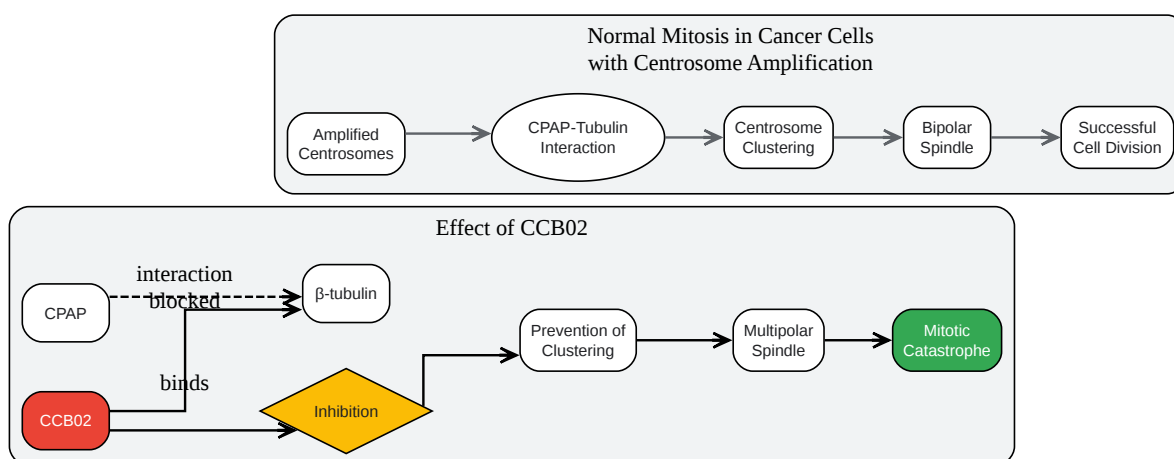 Normal Mitosis in Cancer Cells
with Centrosome Amplification
Amplified
Centrosomes
CPAP-Tubulin
Interaction
Centrosome
Clustering
Bipolar
Spindle
Successful
Cell Division
Effect of CCB02
interaction
blocked
CPAP
β-tubulin
binds
CCB02
Inhibition
Prevention of
Clustering
Multipolar
Spindle
Mitotic
Catastrophe